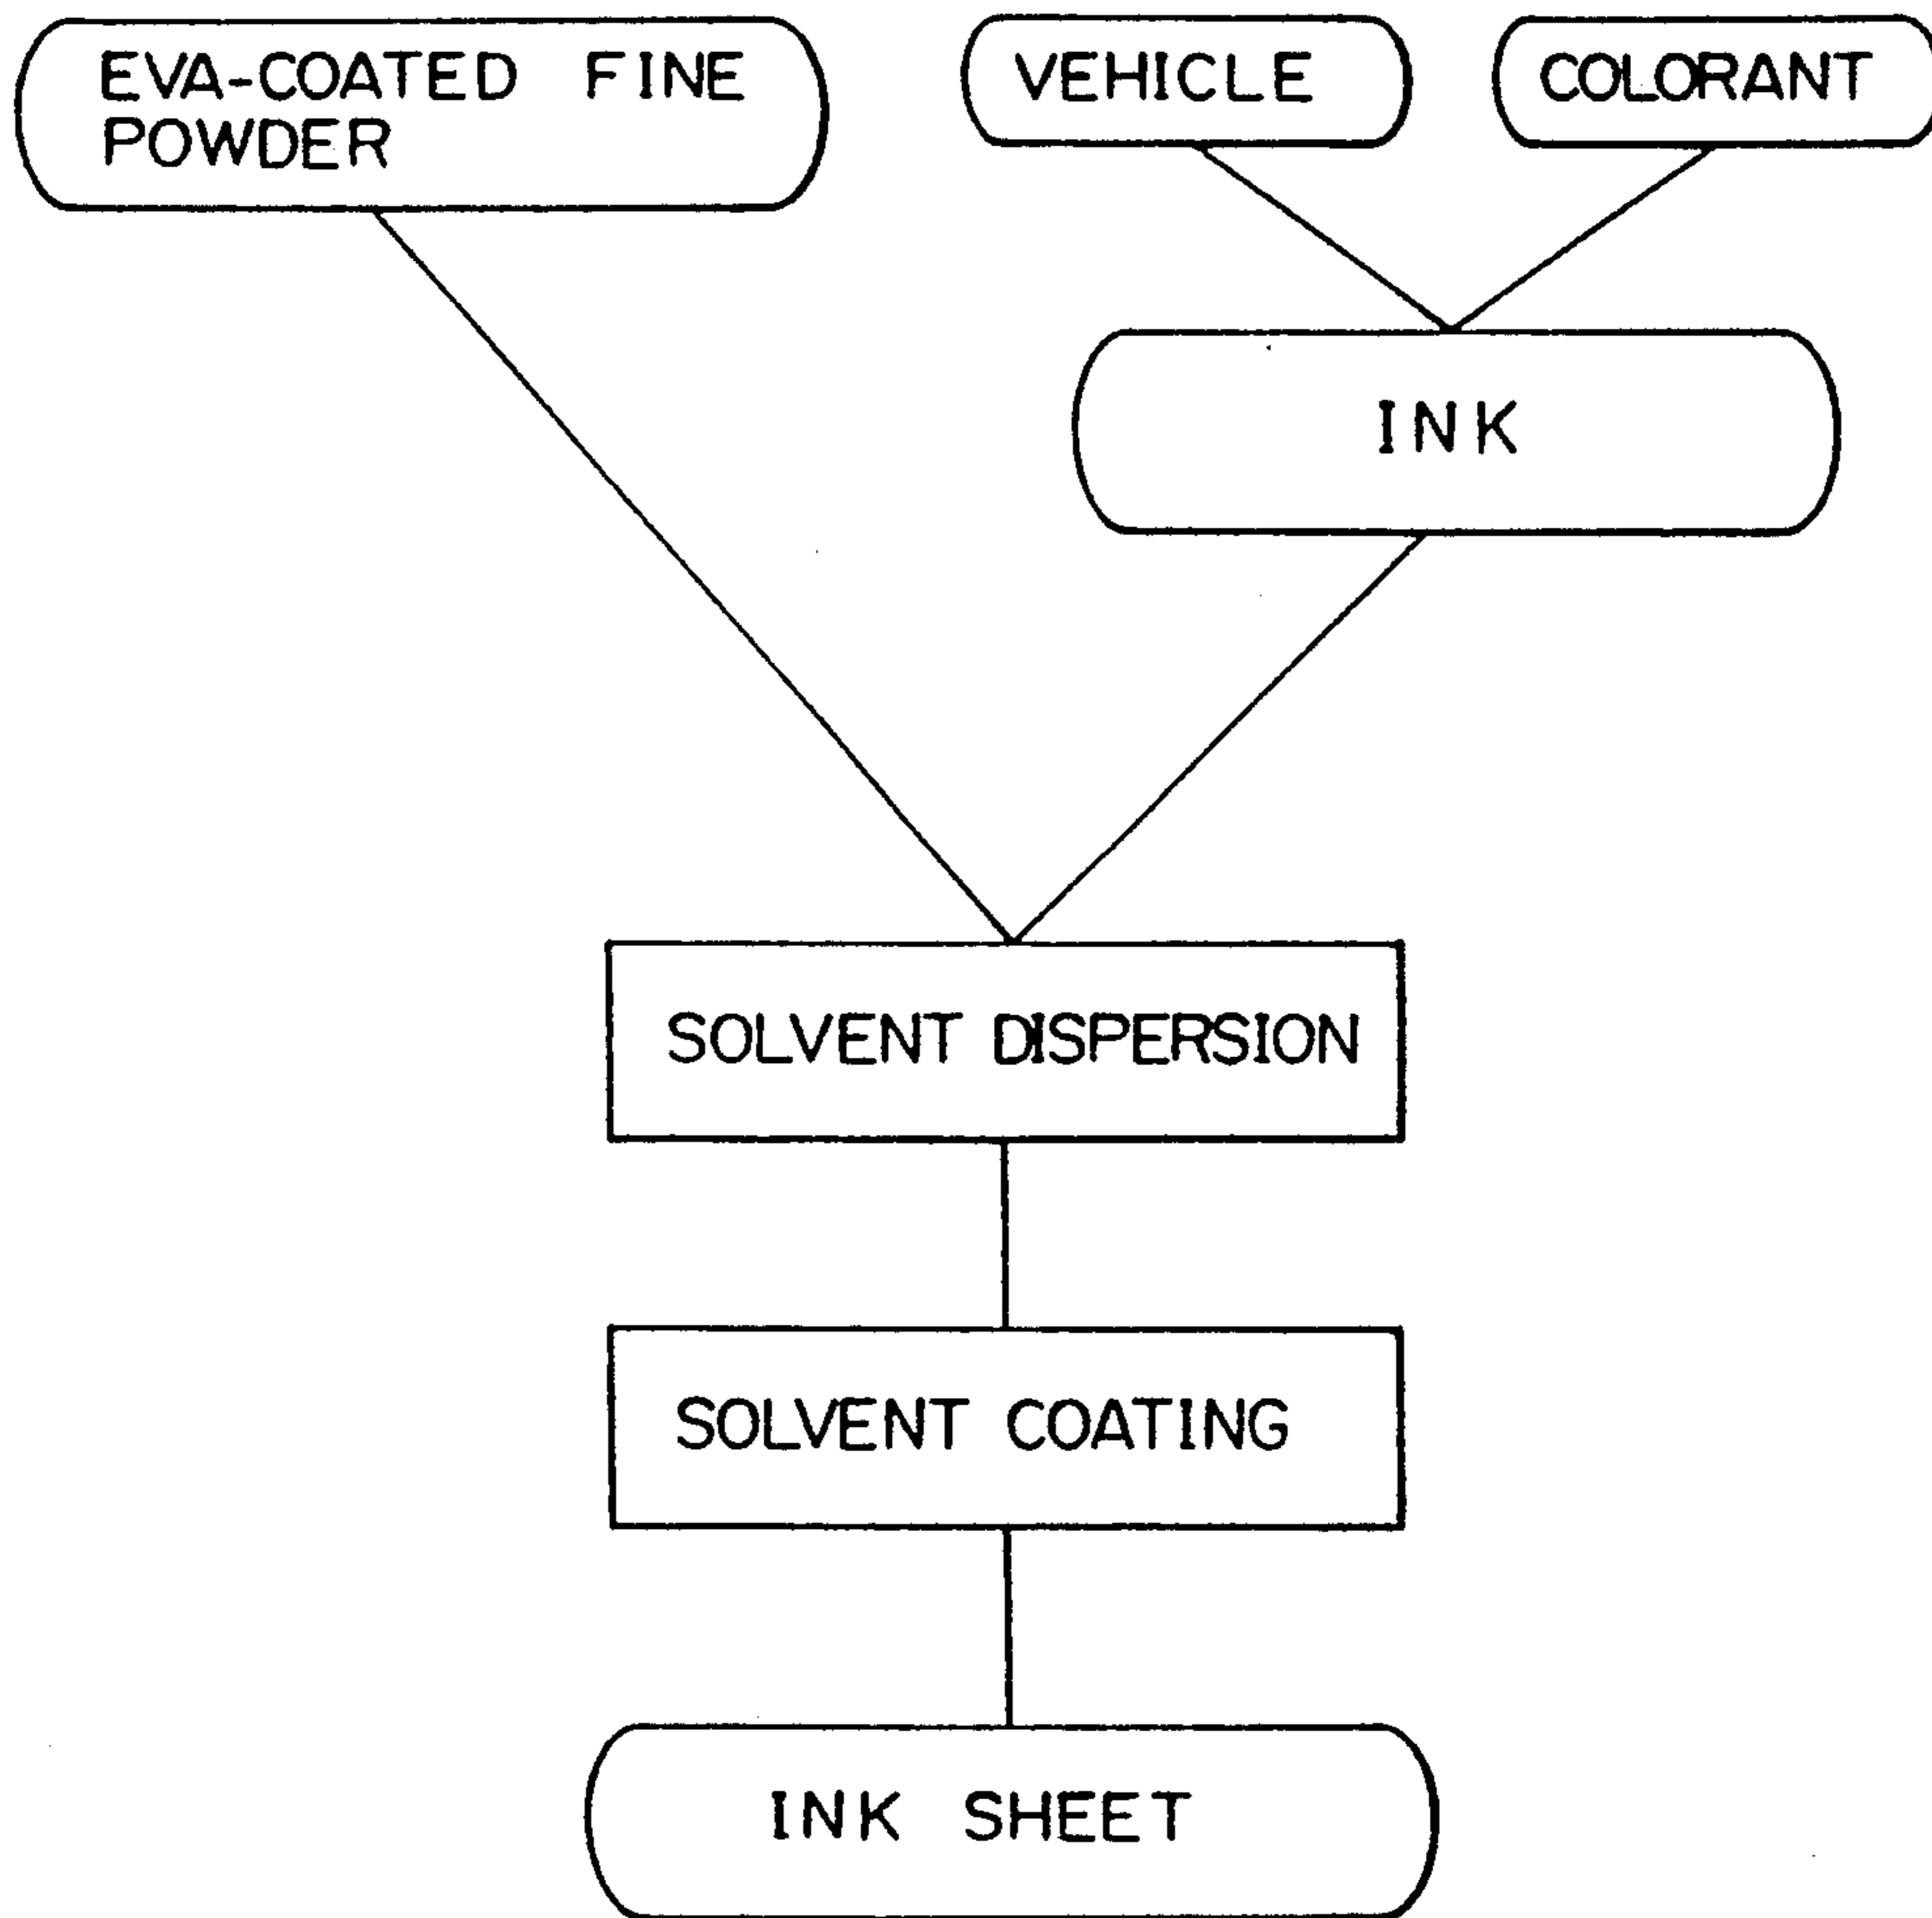 EVA-COATED FINE
POWDER
VEHICLE
COLORANT
INK
SOLVENT DISPERSION
SOLVENT COATING
INK SHEET